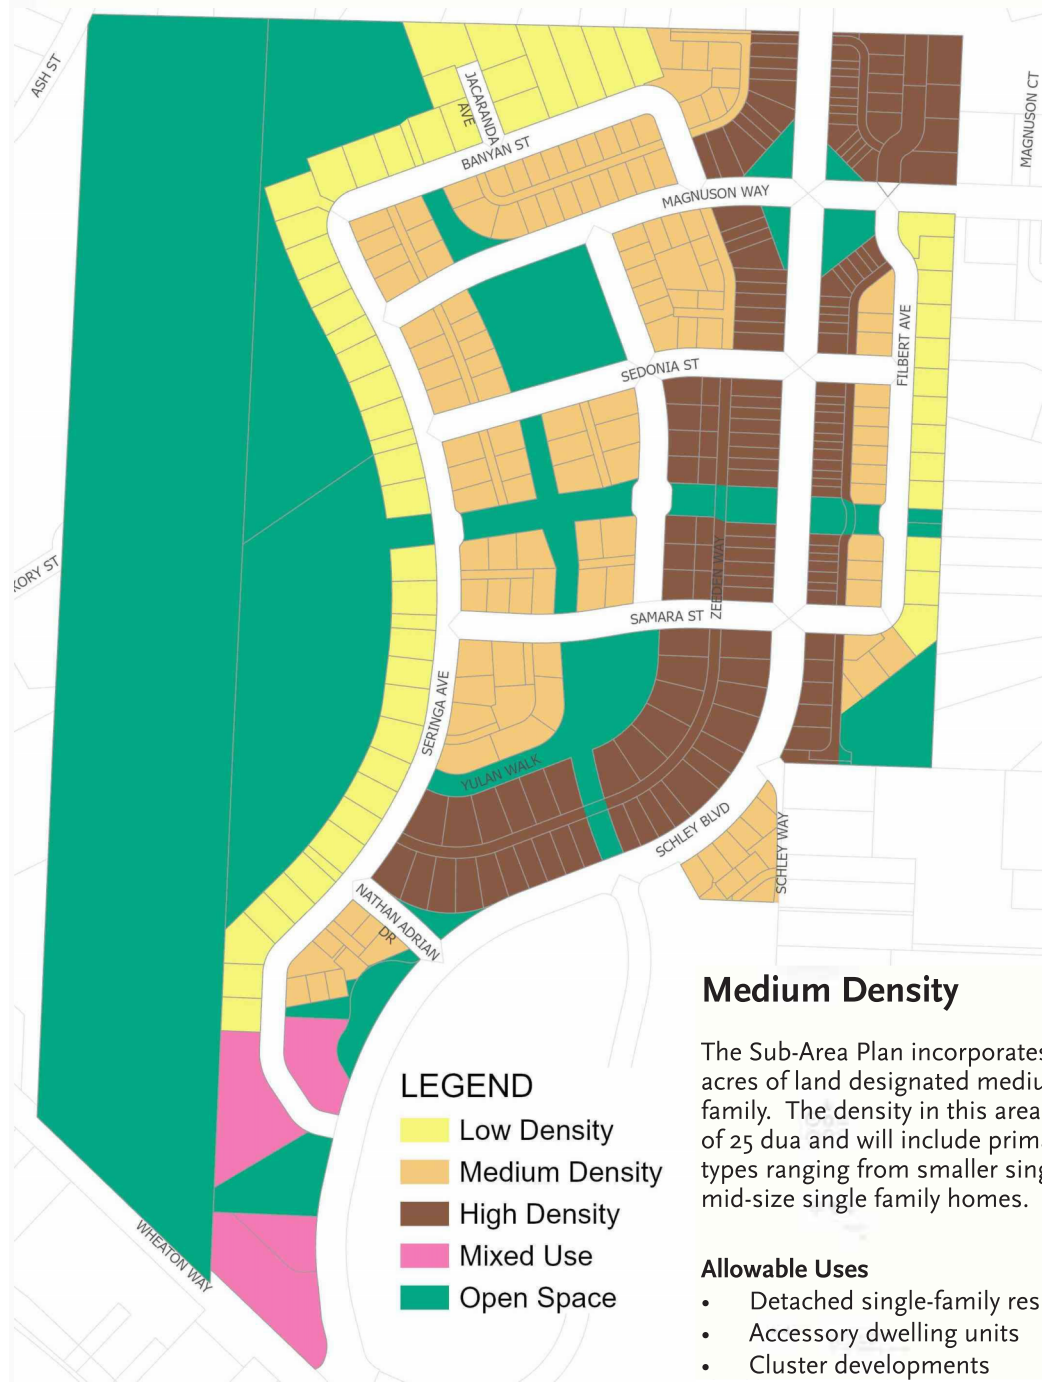 ASH ST
JACARANDA
AVE
BANYAN ST
MAGNUSON CT
MAGNUSON WAY
FILBERT AVE
SEDONIA ST
KORY ST
ZEEDEN WAY
SAMARA ST
SERINGA AVE
YULAN WALK
SCHLEY BLVD
SCHLEY WAY
NATHAN ADRIAN
DR
WHEATON WAY
LEGEND
Low Density
Medium Density
High Density
Mixed Use
Open Space
Medium Density
The Sub-Area Plan incorporates
acres of land designated mediu
family. The density in this area
of 25 dua and will include prim
types ranging from smaller sing
mid-size single family homes.
Allowable Uses
• Detached single-family res
• Accessory dwelling units
• Cluster developments